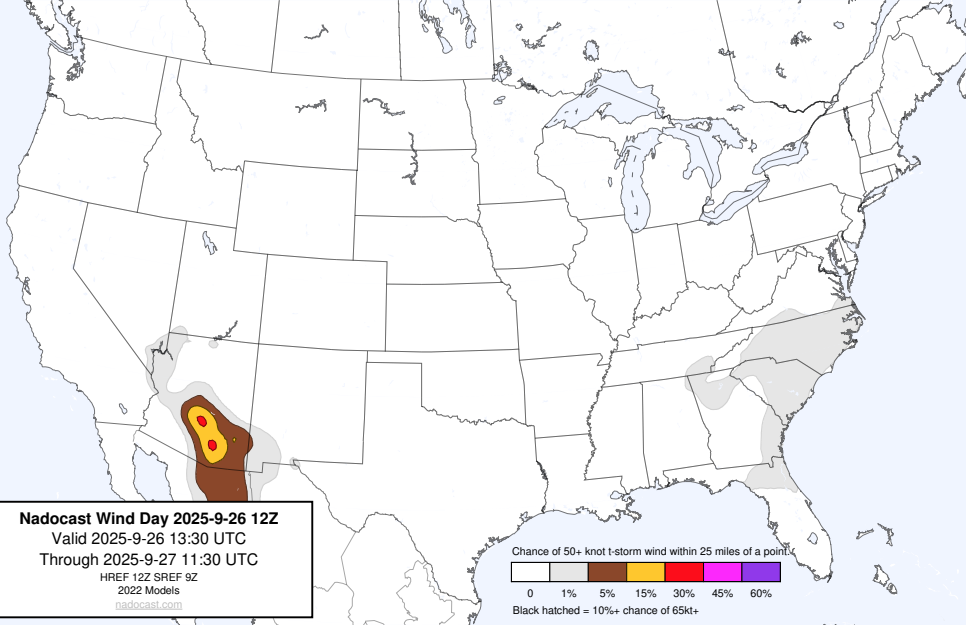 Nadocast Wind Day 2025-9-26 12Z
Valid 2025-9-26 13:30 UTC
Through 2025-9-27 11:30 UTC
HREF 12Z SREF 9Z
2022 Models
nadocast.com
Chance of 50+ knot t-storm wind within 25 miles of a point.
0 1% 5% 15% 30% 45% 60%
Black hatched = 10%+ chance of 65kt+